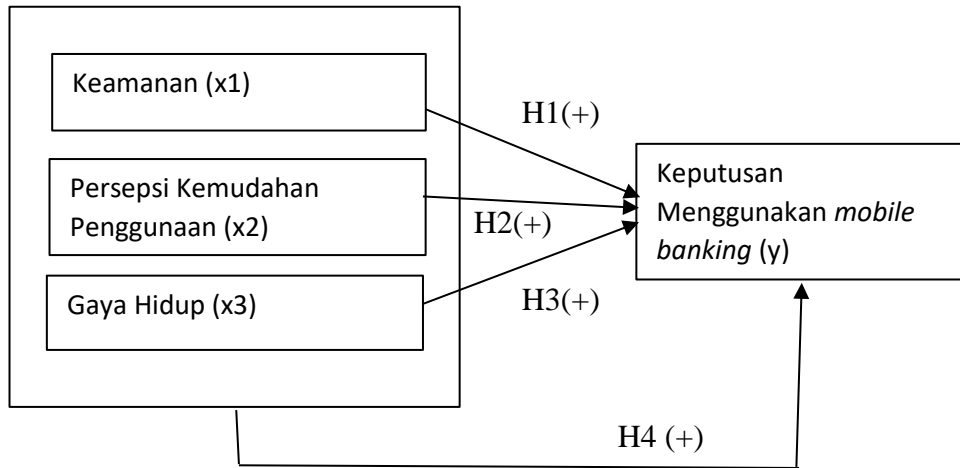 Keamanan (x1)
H1(+)
Persepsi Kemudahan
Penggunaan (x2)
H2(+)
Keputusan
Menggunakan mobile
banking (y)
Gaya Hidup (x3)
H3(+)
H4 (+)